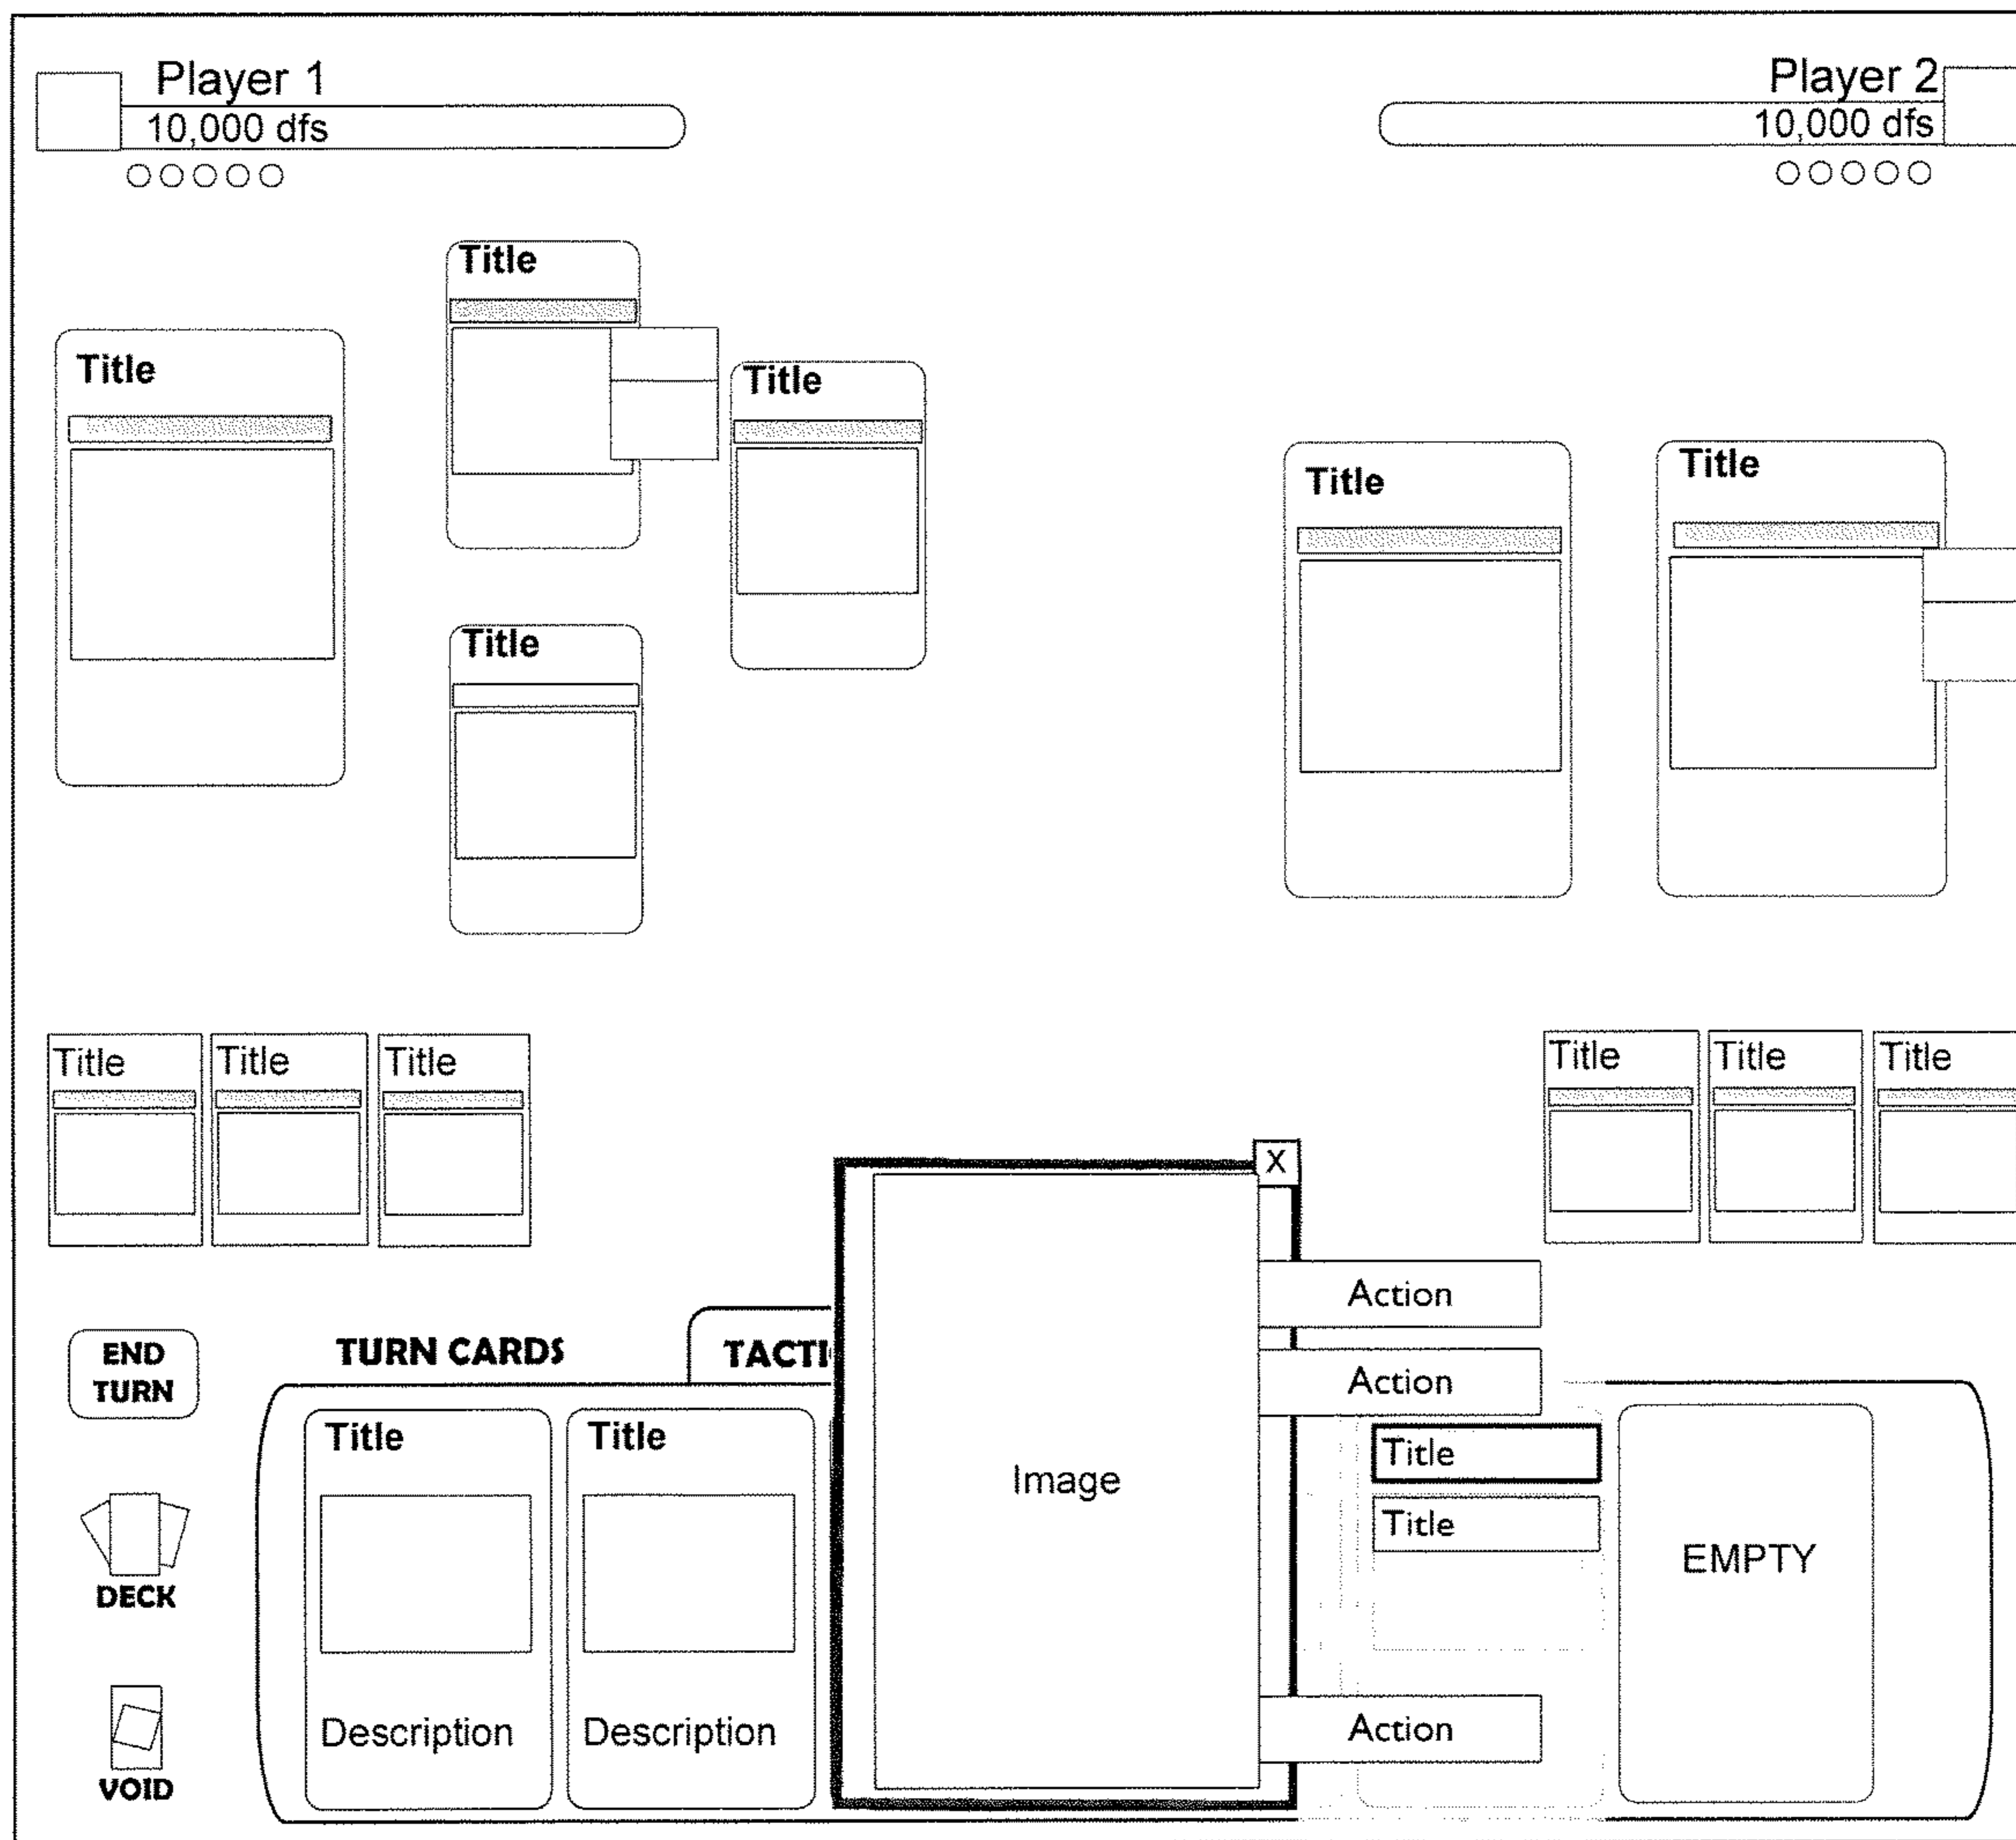 Player 1
10,000 dfs
Player 2
10,000 dfs
Title
Title
Title
Title
Title
Title
Title
Title
Title
Title
Title
Title
X
Action
END
TURN
TURN CARDS
TACTI
Action
Title
Title
Title
Title
Image
EMPTY
DECK
Description
Description
Action
VOID